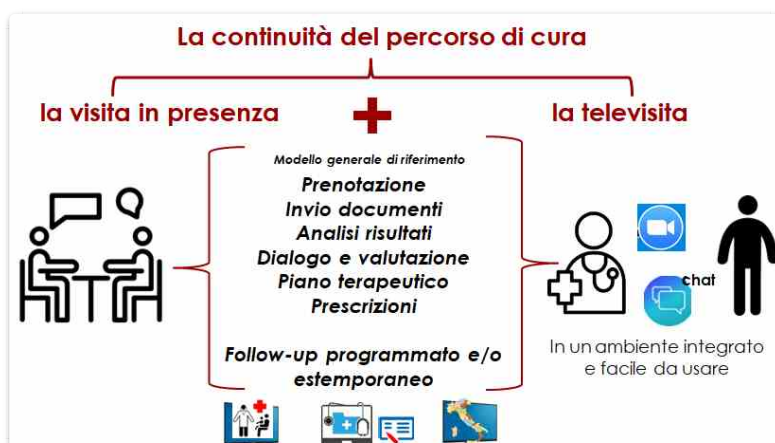 La continuità del percorso di cura
la visita in presenza
la televisita
Modello generale di riferimento
Prenotazione
Invio documenti
Analisi risultati
Dialogo e valutazione
Piano terapeutico
Prescrizioni
Follow-up programmato e/o
estemporaneo
chat
In un ambiente integrato
e facile da usare